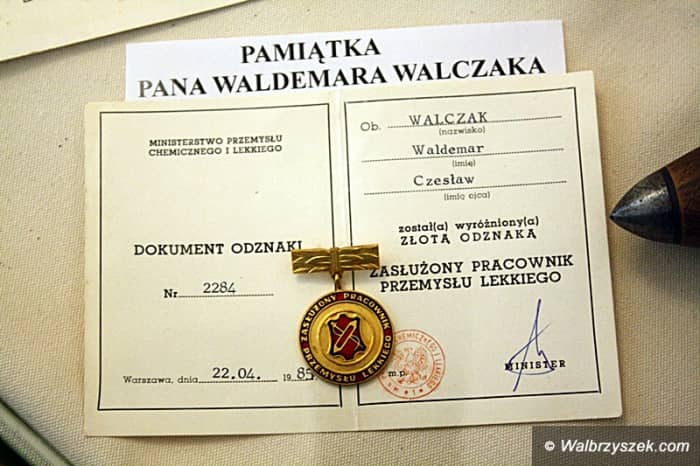 PAMIĄTKA
PANA WALDEMARA WALCZAKA
MINISTERSTWO PRZEMYSŁU
CHEMICZNEGO I LEKKIEGO
DOKUMENT ODZNAKI
Nr 2284
Warszawa, dnia 22.04. 1985
Ob. WALCZAK
(nazwisko)
Waldemar
(imię)
Czesław
(imię ojca)
został(a) wyróżniony(a)
ZŁOTĄ ODZNAKĄ
ZASŁUŻONY PRACOWNIK
PRZEMYSŁU LEKKIEGO
m.p.
MINISTER
ZASŁUŻONY PRACOWNIK
PRZEMYSŁU LEKKIEGO
© Walbrzyszek.com